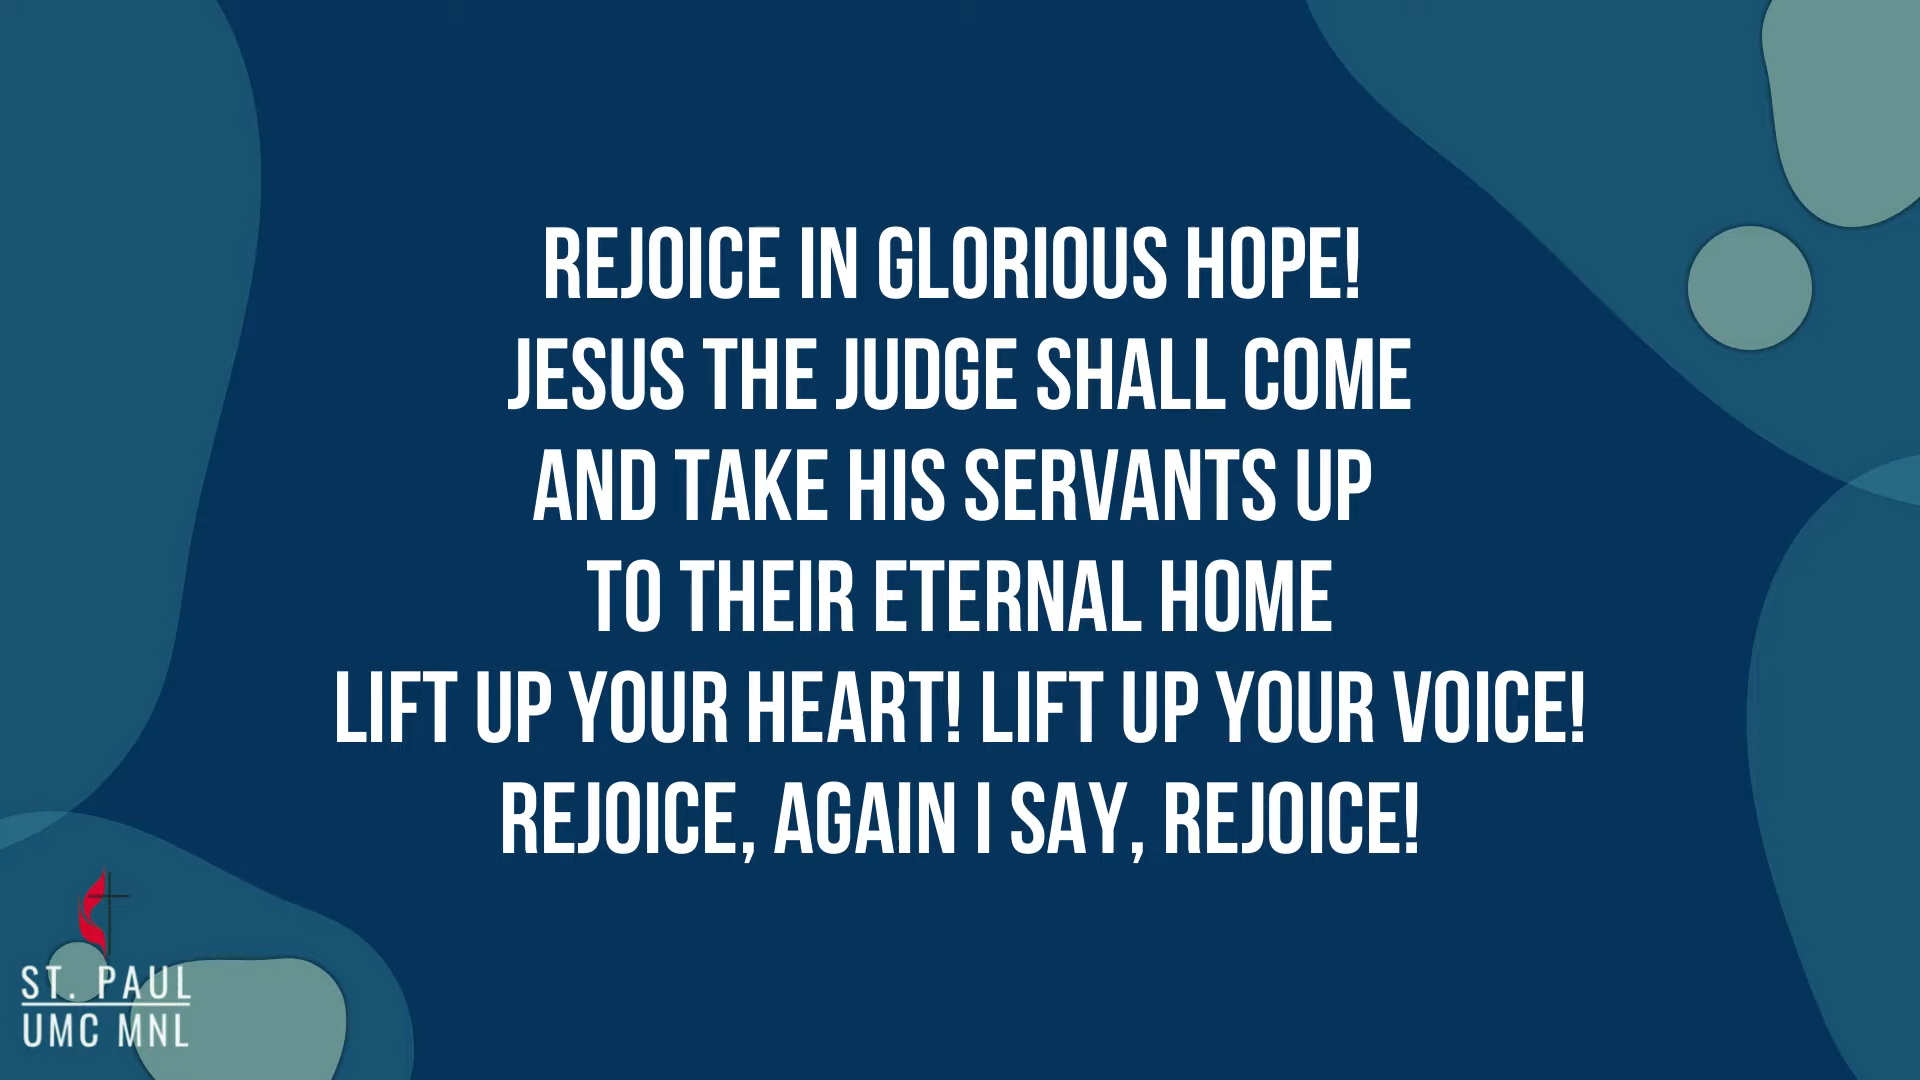 REJOICE IN GLORIOUS HOPE!
JESUS THE JUDGE SHALL COME
AND TAKE HIS SERVANTS UP
TO THEIR ETERNAL HOME
LIFT UP YOUR HEART! LIFT UP YOUR VOICE!
REJOICE, AGAIN I SAY, REJOICE!
ST. PAUL
UMC MNL